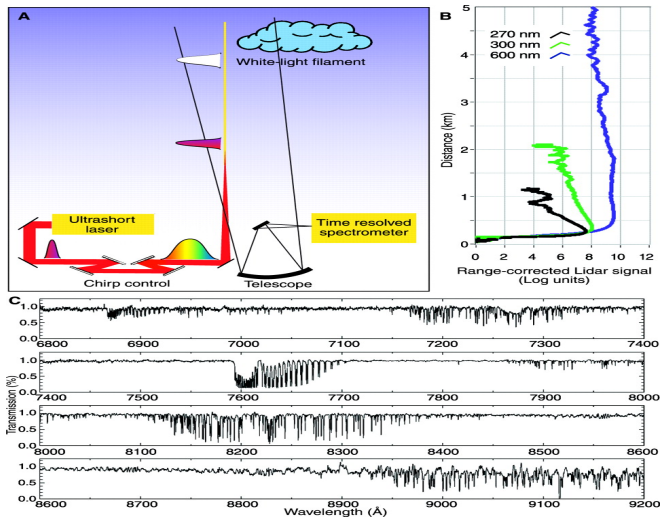 A
White-light filament
Ultrashort
laser
Time resolved
spectrometer
Chirp control
Telescope
B
270 nm
300 nm
600 nm
Distance (km)
5
4
3
2
1
0
0 2 4 6 8 10 12
Range-corrected Lidar signal
(Log units)
C
Transmission (%)
1.0
0.5
0.0
6800 6900 7000 7100 7200 7300 7400
1.0
0.5
0.0
7400 7500 7600 7700 7800 7900 8000
1.0
0.5
0.0
8000 8100 8200 8300 8400 8500 8600
1.0
0.5
0.0
8600 8700 8800 8900 9000 9100 9200
Wavelength (Å)